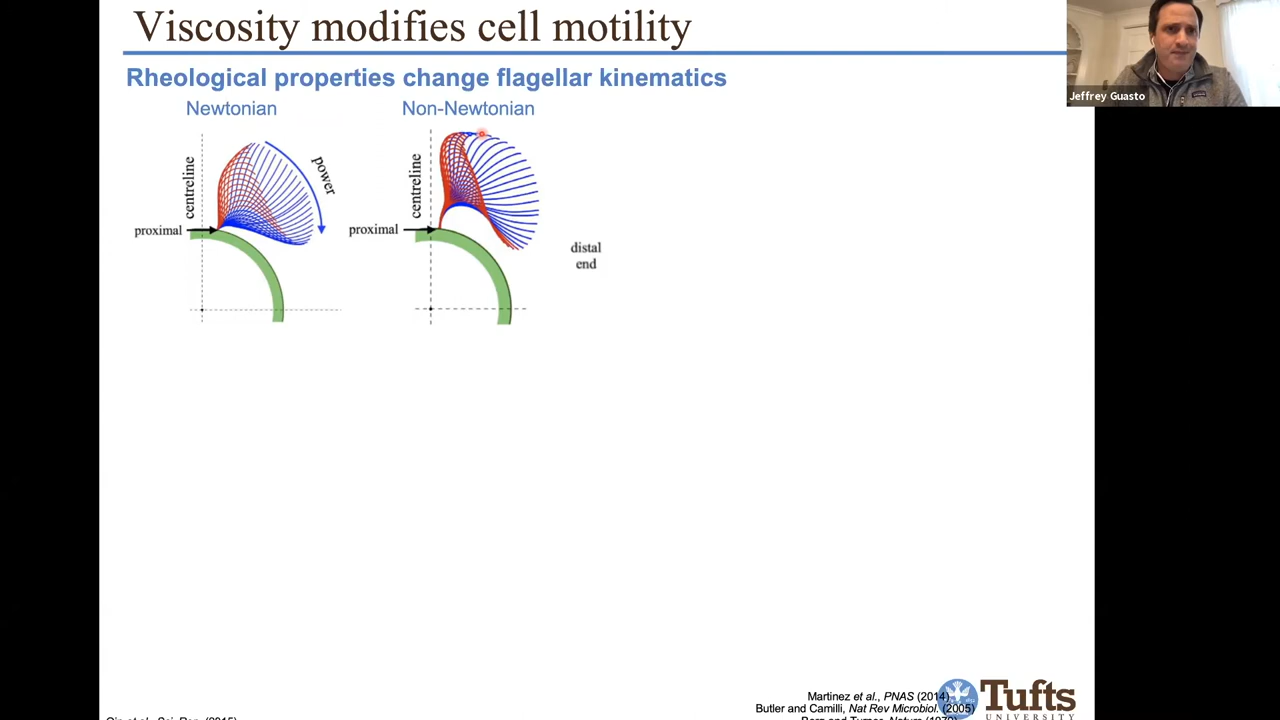 Viscosity modifies cell motility
Jeffrey Guasto
Rheological properties change flagellar kinematics
Newtonian
Non-Newtonian
centreline
power
proximal
centreline
proximal
distal
end
Martinez et al., PNAS (2014)
Butler and Camilli, Nat Rev Microbiol. (2005)
Tufts
UNIVERSITY